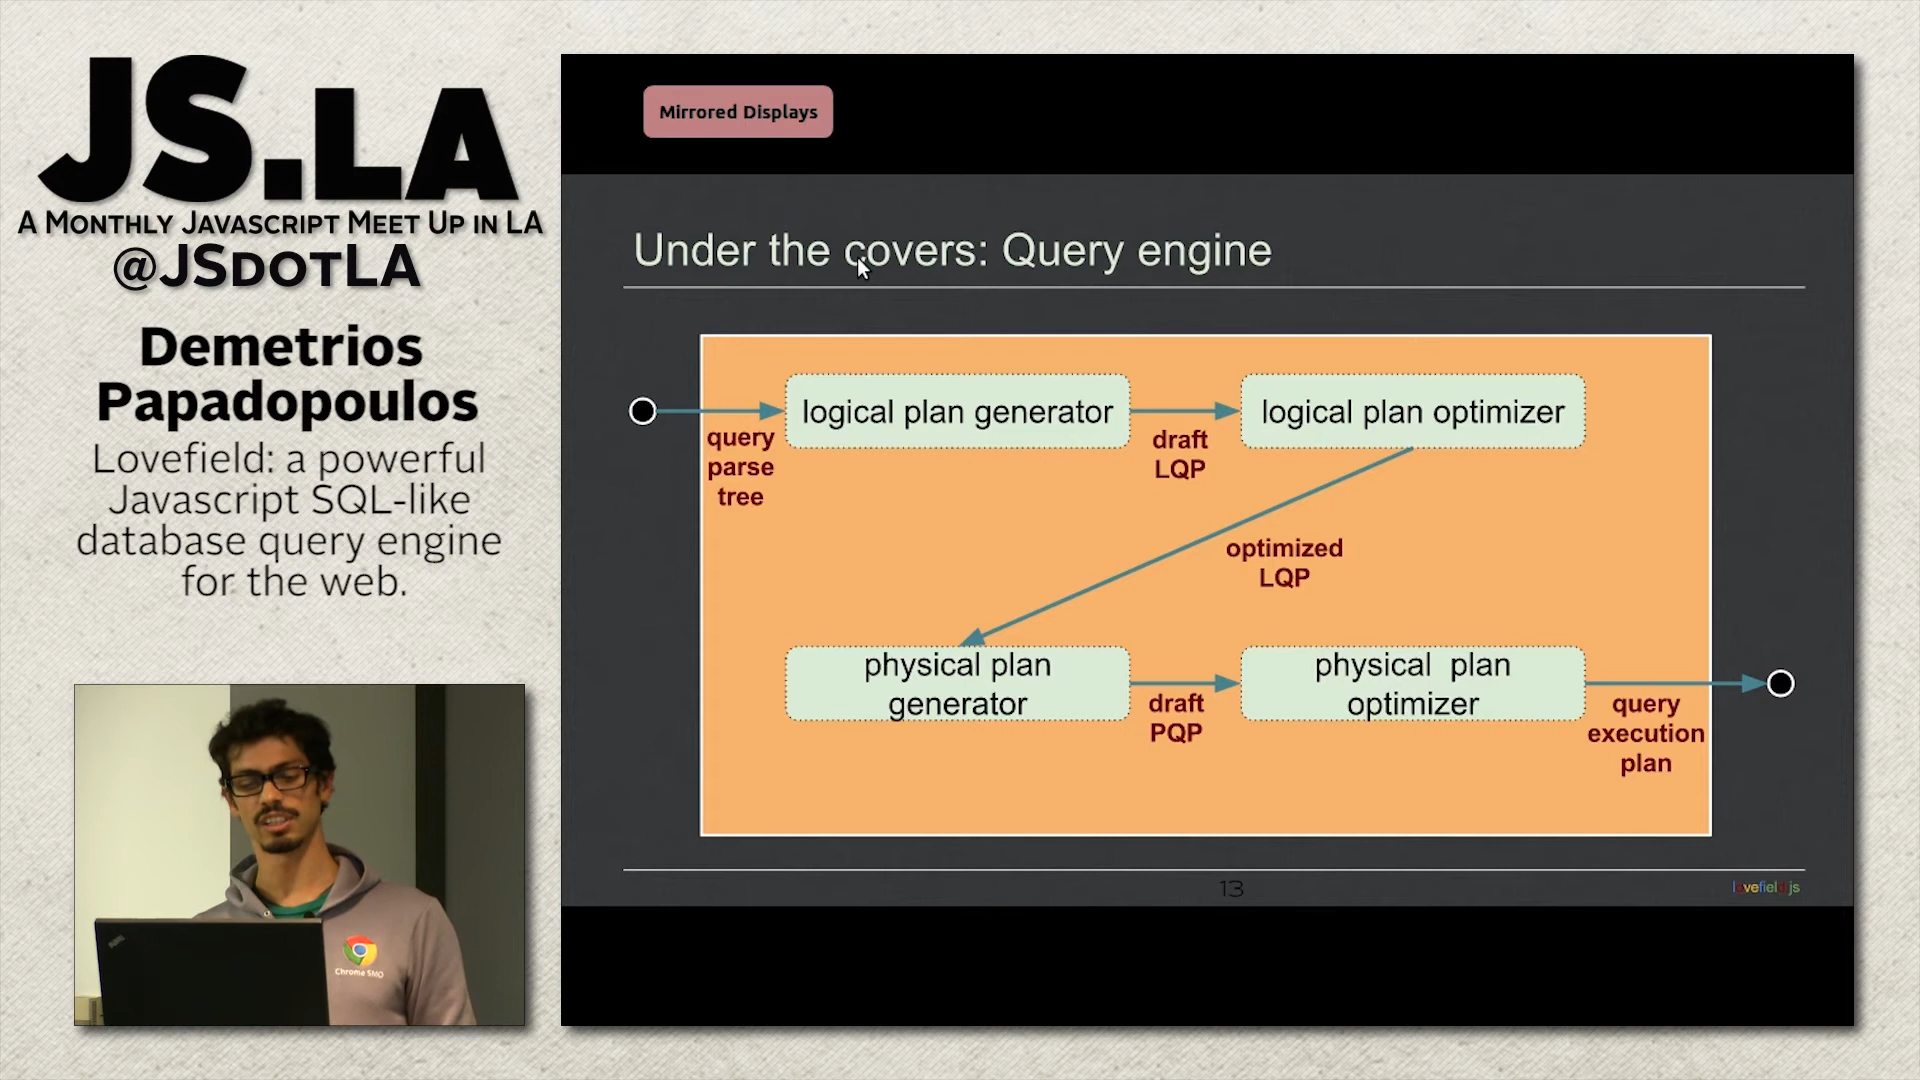 JS.LA
A Monthly Javascript Meet Up in LA
@JSdotLA
Demetrios
Papadopoulos
Lovefield: a powerful
Javascript SQL-like
database query engine
for the web.
Chrome SMO
Mirrored Displays
Under the covers: Query engine
logical plan generator
logical plan optimizer
query
parse
tree
draft
LQP
optimized
LQP
physical plan
generator
physical plan
optimizer
draft
PQP
query
execution
plan
13
lovefield.js